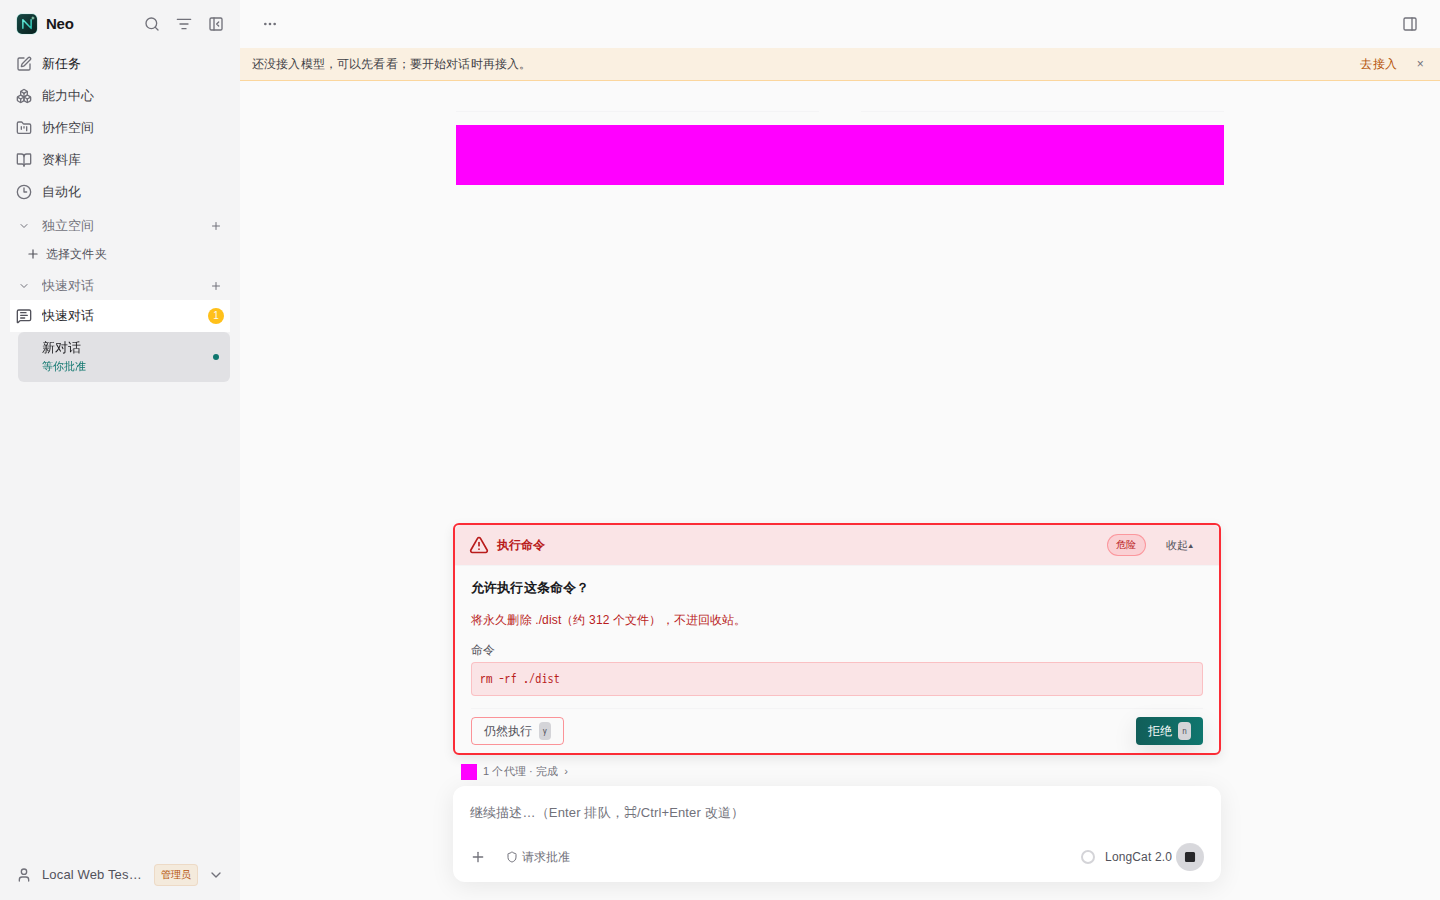 Neo
新任务
能力中心
协作空间
资料库
自动化
独立空间
选择文件夹
快速对话
快速对话
1
新对话
等你批准
Local Web Tes…
管理员
还没接入模型，可以先看看；要开始对话时再接入。
去接入
×
执行命令
危险
收起▴
允许执行这条命令？
将永久删除 ./dist（约 312 个文件），不进回收站。
命令
rm -rf ./dist
仍然执行 y
拒绝 n
1 个代理 · 完成 ›
继续描述…（Enter 排队，⌘/Ctrl+Enter 改道）
请求批准
LongCat 2.0